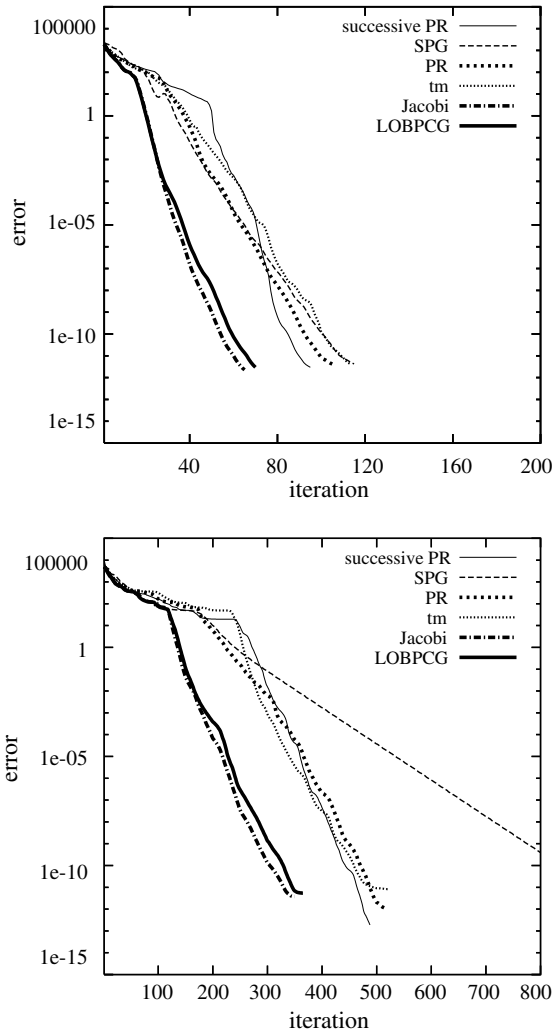 100000
1
1e-05
1e-10
1e-15
error
successive PR
SPG
PR
tm
Jacobi
LOBPCG
40 80 120 160 200
iteration
100000
1
1e-05
1e-10
1e-15
error
successive PR
SPG
PR
tm
Jacobi
LOBPCG
100 200 300 400 500 600 700 800
iteration